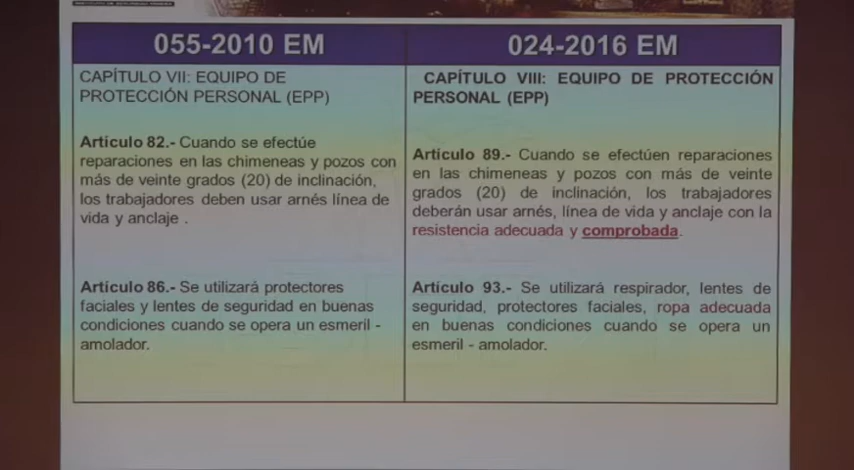 055-2010 EM
CAPÍTULO VII: EQUIPO DE
PROTECCIÓN PERSONAL (EPP)
Artículo 82.- Cuando se efectúe
reparaciones en las chimeneas y pozos con
más de veinte grados (20) de inclinación,
los trabajadores deben usar arnés línea de
vida y anclaje .
Artículo 86.- Se utilizará protectores
faciales y lentes de seguridad en buenas
condiciones cuando se opera un esmeril -
amolador.
024-2016 EM
CAPÍTULO VIII: EQUIPO DE PROTECCIÓN
PERSONAL (EPP)
Artículo 89.- Cuando se efectúen reparaciones
en las chimeneas y pozos con más de veinte
grados (20) de inclinación, los trabajadores
deberán usar arnés, línea de vida y anclaje con la
resistencia adecuada y comprobada.
Artículo 93.- Se utilizará respirador, lentes de
seguridad, protectores faciales, ropa adecuada
en buenas condiciones cuando se opera un
esmeril - amolador.